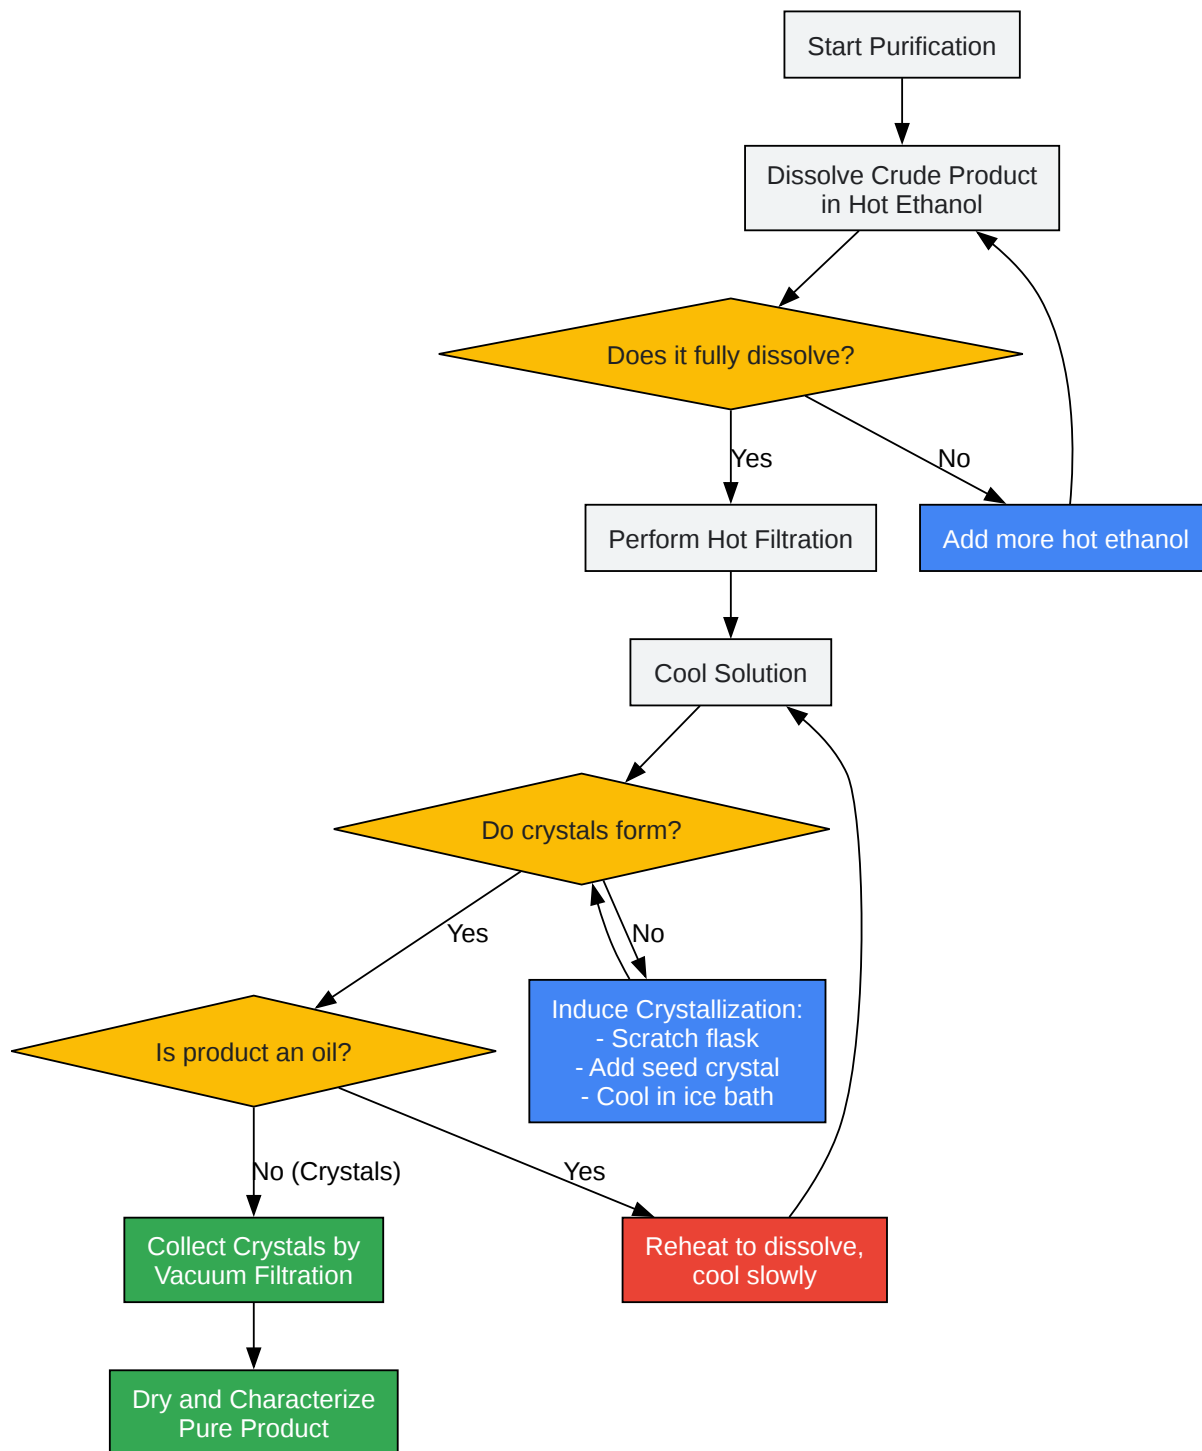 Start Purification
Dissolve Crude Product
in Hot Ethanol
Does it fully dissolve?
Yes
No
Perform Hot Filtration
Add more hot ethanol
Cool Solution
Do crystals form?
Yes
No
Induce Crystallization:
- Scratch flask
- Add seed crystal
- Cool in ice bath
Is product an oil?
No (Crystals)
Yes
Collect Crystals by
Vacuum Filtration
Reheat to dissolve,
cool slowly
Dry and Characterize
Pure Product